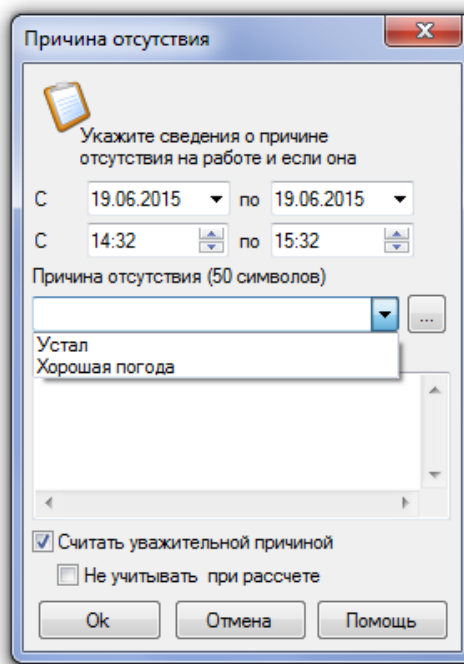 Причина отсутствия
Укажите сведения о причине
отсутствия на работе и если она
С 19.06.2015 по 19.06.2015
С 14:32 по 15:32
Причина отсутствия (50 символов)
...
Устал
Хорошая погода
Считать уважительной причиной
Не учитывать при рассчете
Ok Отмена Помощь